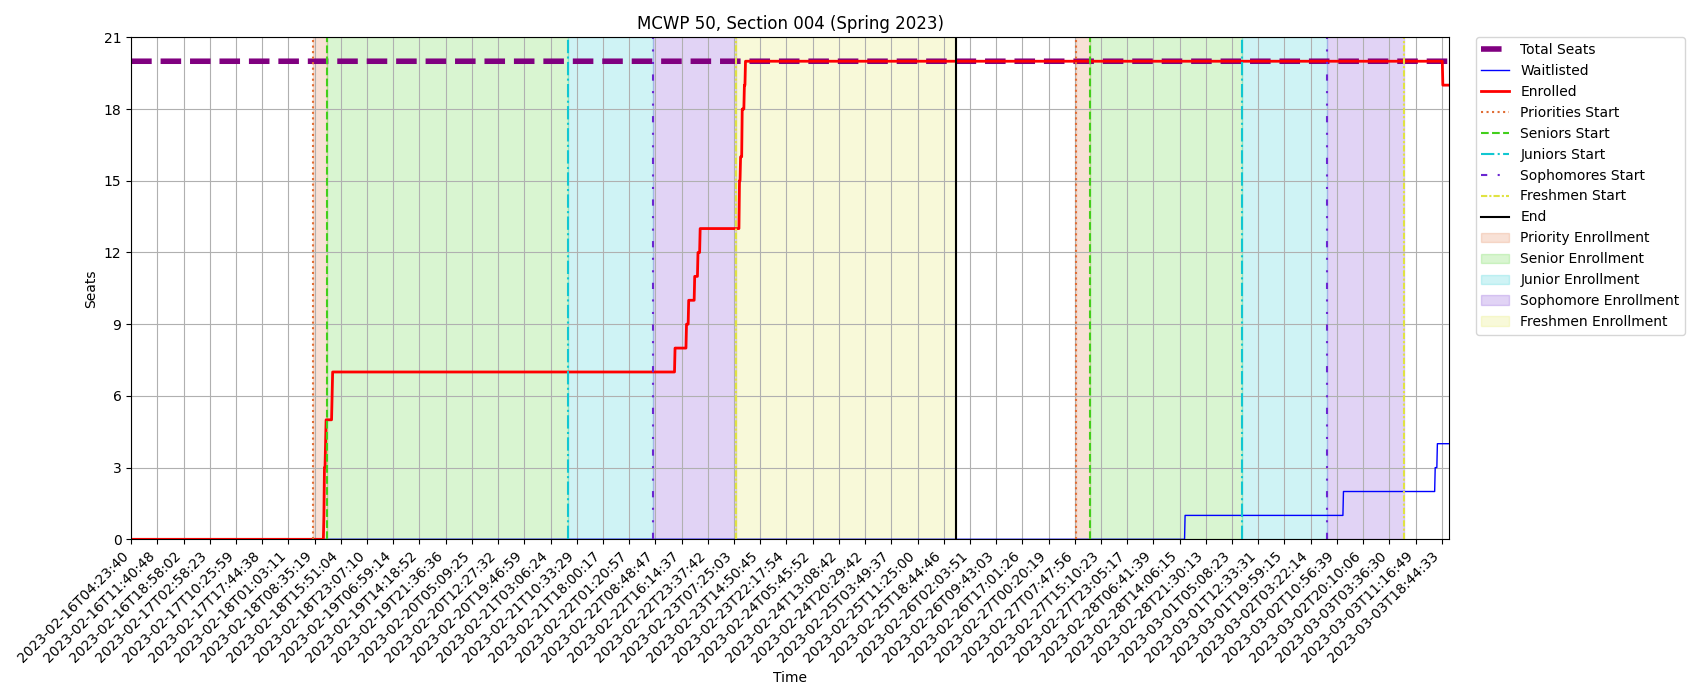 MCWP 50, Section 004 (Spring 2023)
21
18
15
12
9
6
3
0
Seats
2023-02-16T04:23:40
2023-02-16T11:40:48
2023-02-16T18:58:02
2023-02-17T02:58:23
2023-02-17T10:25:59
2023-02-17T17:44:38
2023-02-18T01:03:11
2023-02-18T08:35:19
2023-02-18T15:51:04
2023-02-18T23:07:10
2023-02-19T06:59:14
2023-02-19T14:18:52
2023-02-19T21:36:36
2023-02-20T05:09:25
2023-02-20T12:27:32
2023-02-20T19:46:59
2023-02-21T03:06:24
2023-02-21T10:33:29
2023-02-21T18:00:17
2023-02-22T01:20:57
2023-02-22T08:48:47
2023-02-22T16:14:37
2023-02-22T23:37:42
2023-02-23T07:25:03
2023-02-23T14:50:45
2023-02-23T22:17:54
2023-02-24T05:45:52
2023-02-24T13:08:42
2023-02-24T20:29:42
2023-02-25T03:49:37
2023-02-25T11:25:00
2023-02-25T18:44:46
2023-02-26T02:03:51
2023-02-26T09:43:03
2023-02-26T17:01:26
2023-02-27T00:20:19
2023-02-27T07:47:56
2023-02-27T15:10:23
2023-02-27T23:05:17
2023-02-28T06:41:39
2023-02-28T14:06:15
2023-02-28T21:30:13
2023-03-01T05:08:23
2023-03-01T12:33:31
2023-03-01T19:59:15
2023-03-02T03:22:14
2023-03-02T10:56:39
2023-03-02T20:10:06
2023-03-03T03:36:30
2023-03-03T11:16:49
2023-03-03T18:44:33
Time
Total Seats
Waitlisted
Enrolled
Priorities Start
Seniors Start
Juniors Start
Sophomores Start
Freshmen Start
End
Priority Enrollment
Senior Enrollment
Junior Enrollment
Sophomore Enrollment
Freshmen Enrollment